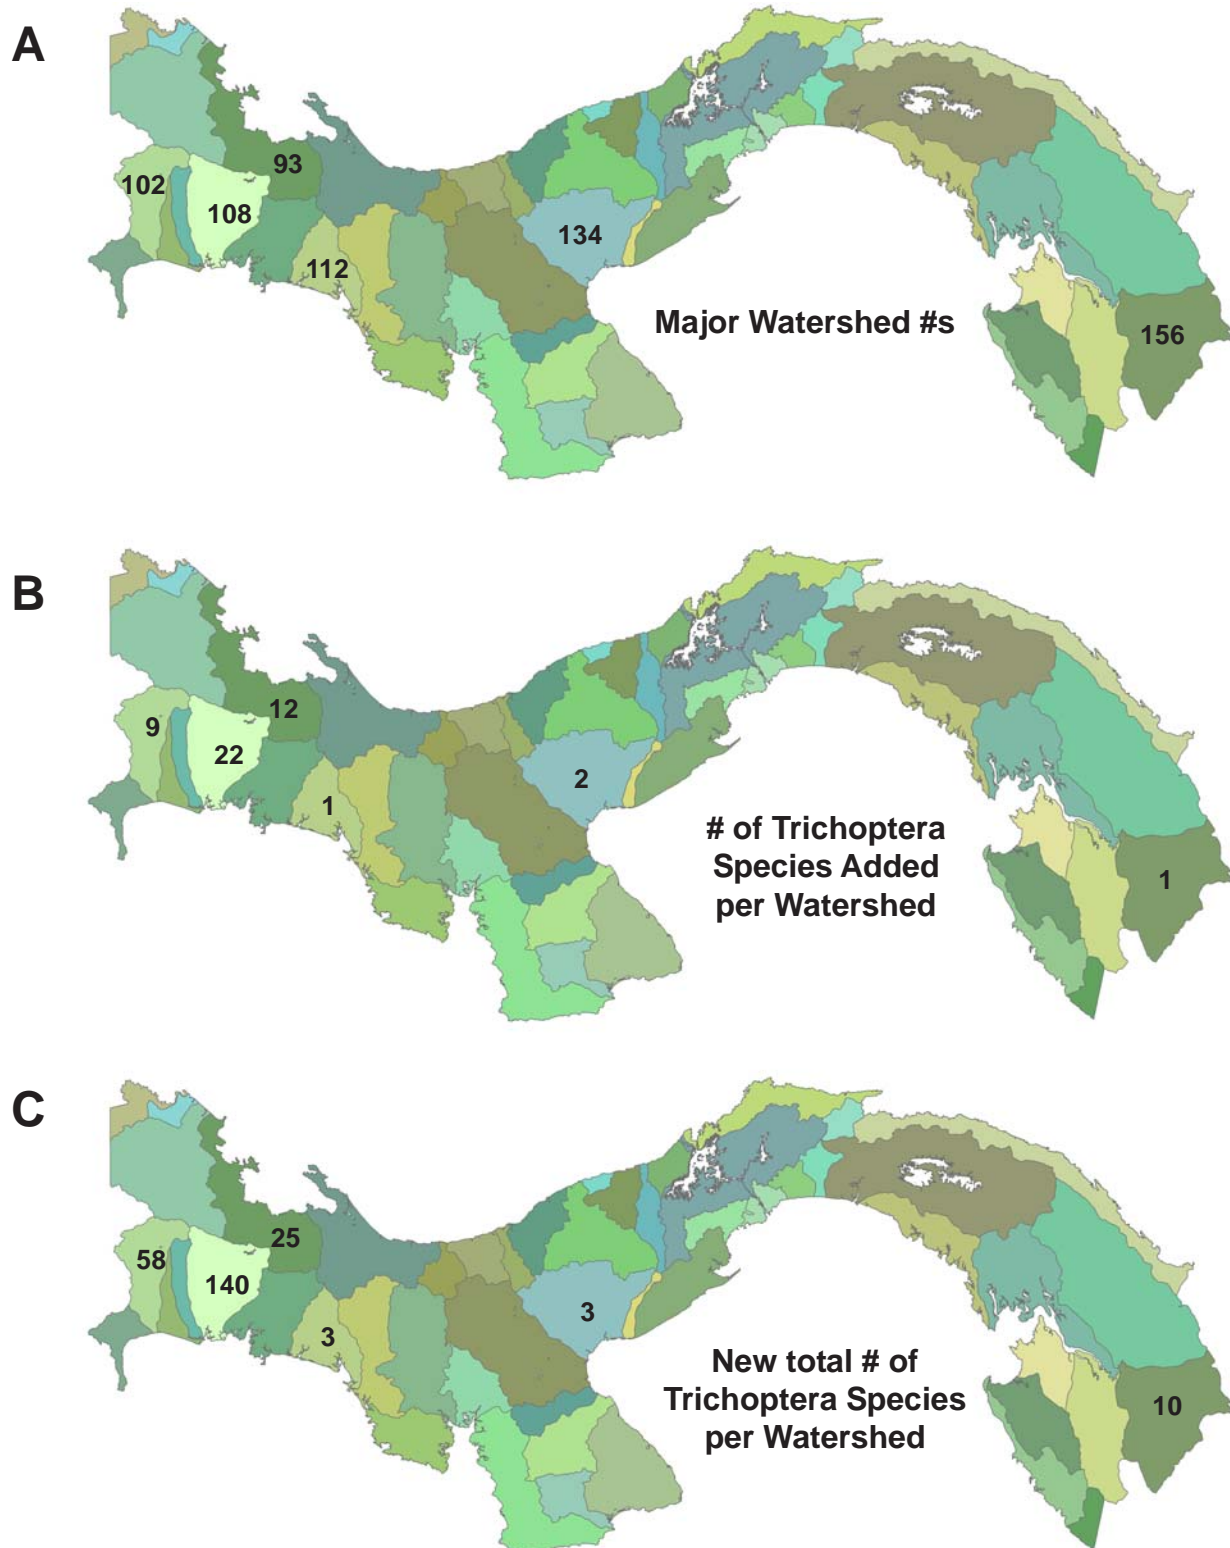 A
93
102
108
134
112
Major Watershed #s
156
B
12
9
22
2
1
# of Trichoptera
Species Added
per Watershed
1
C
25
58
140
3
3
New total # of
Trichoptera Species
per Watershed
10